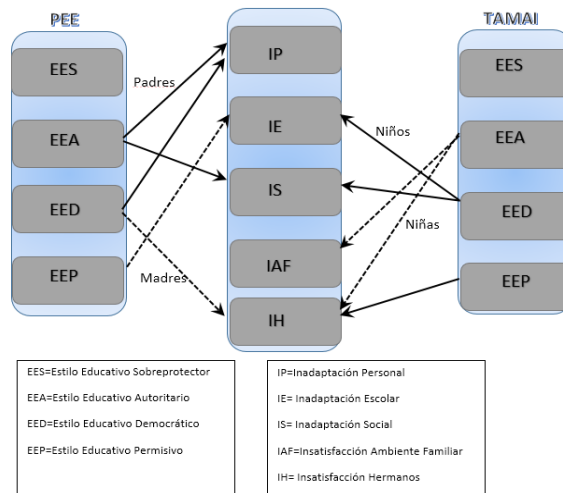 PEE
TAMAI
EES
EEA
EED
EEP
Padres
Madres
IP
IE
IS
IAF
IH
Niños
Niñas
EES
EEA
EED
EEP
EES=Estilo Educativo Sobreprotector
EEA=Estilo Educativo Autoritario
EED=Estilo Educativo Democrático
EEP=Estilo Educativo Permisivo
IP=Inadaptación Personal
IE= Inadaptación Escolar
IS= Inadaptación Social
IAF=Insatisfacción Ambiente Familiar
IH= Insatisfacción Hermanos